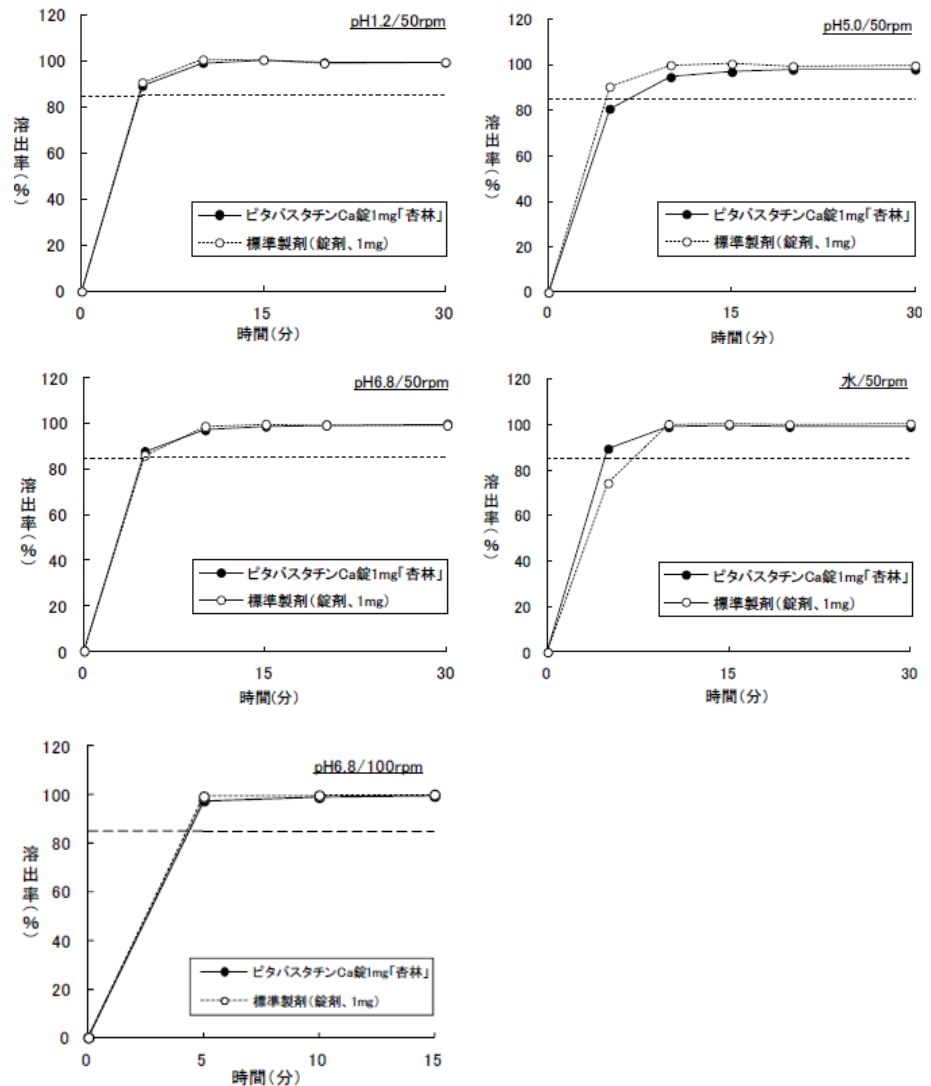 pH1.2/50rpm
120
100
80
60
40
20
0
溶出率(%)
ピタバスタチンCa錠1mg「杏林」
標準製剤(錠剤、1mg)
0
15
30
時間(分)
pH5.0/50rpm
120
100
80
60
40
20
0
溶出率(%)
ピタバスタチンCa錠1mg「杏林」
標準製剤(錠剤、1mg)
0
15
30
時間(分)
pH6.8/50rpm
120
100
80
60
40
20
0
溶出率(%)
ピタバスタチンCa錠1mg「杏林」
標準製剤(錠剤、1mg)
0
15
30
時間(分)
水/50rpm
120
100
80
60
40
20
0
溶出率(%)
ピタバスタチンCa錠1mg「杏林」
標準製剤(錠剤、1mg)
0
15
30
時間(分)
pH6.8/100rpm
120
100
80
60
40
20
0
溶出率(%)
ピタバスタチンCa錠1mg「杏林」
標準製剤(錠剤、1mg)
0
5
10
15
時間(分)